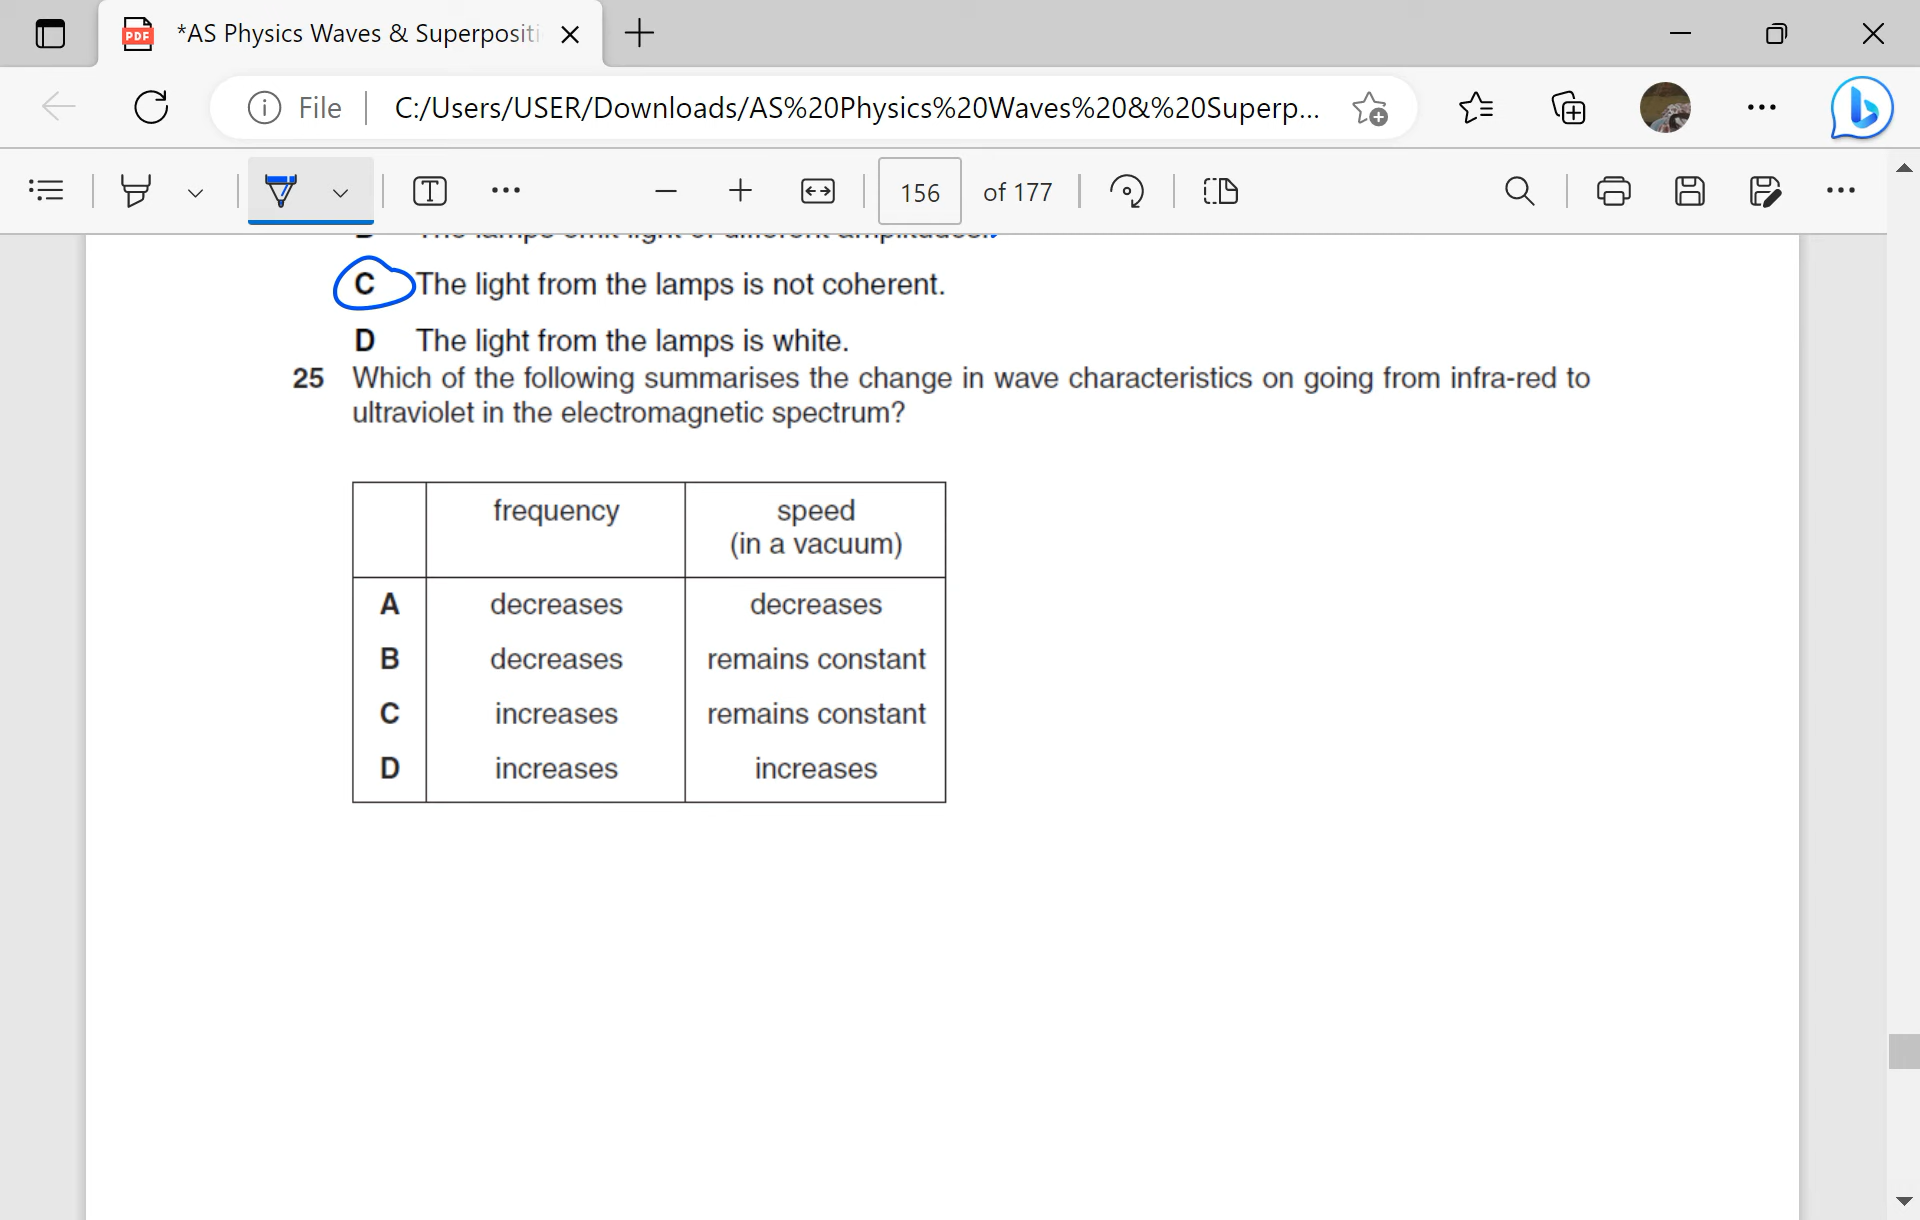 *AS Physics Waves & Superpositi
File
C:/Users/USER/Downloads/AS%20Physics%20Waves%20&%20Superp...
156 of 177
C The light from the lamps is not coherent.
D The light from the lamps is white.
25 Which of the following summarises the change in wave characteristics on going from infra-red to
ultraviolet in the electromagnetic spectrum?
frequency speed
(in a vacuum)
A decreases decreases
B decreases remains constant
C increases remains constant
D increases increases